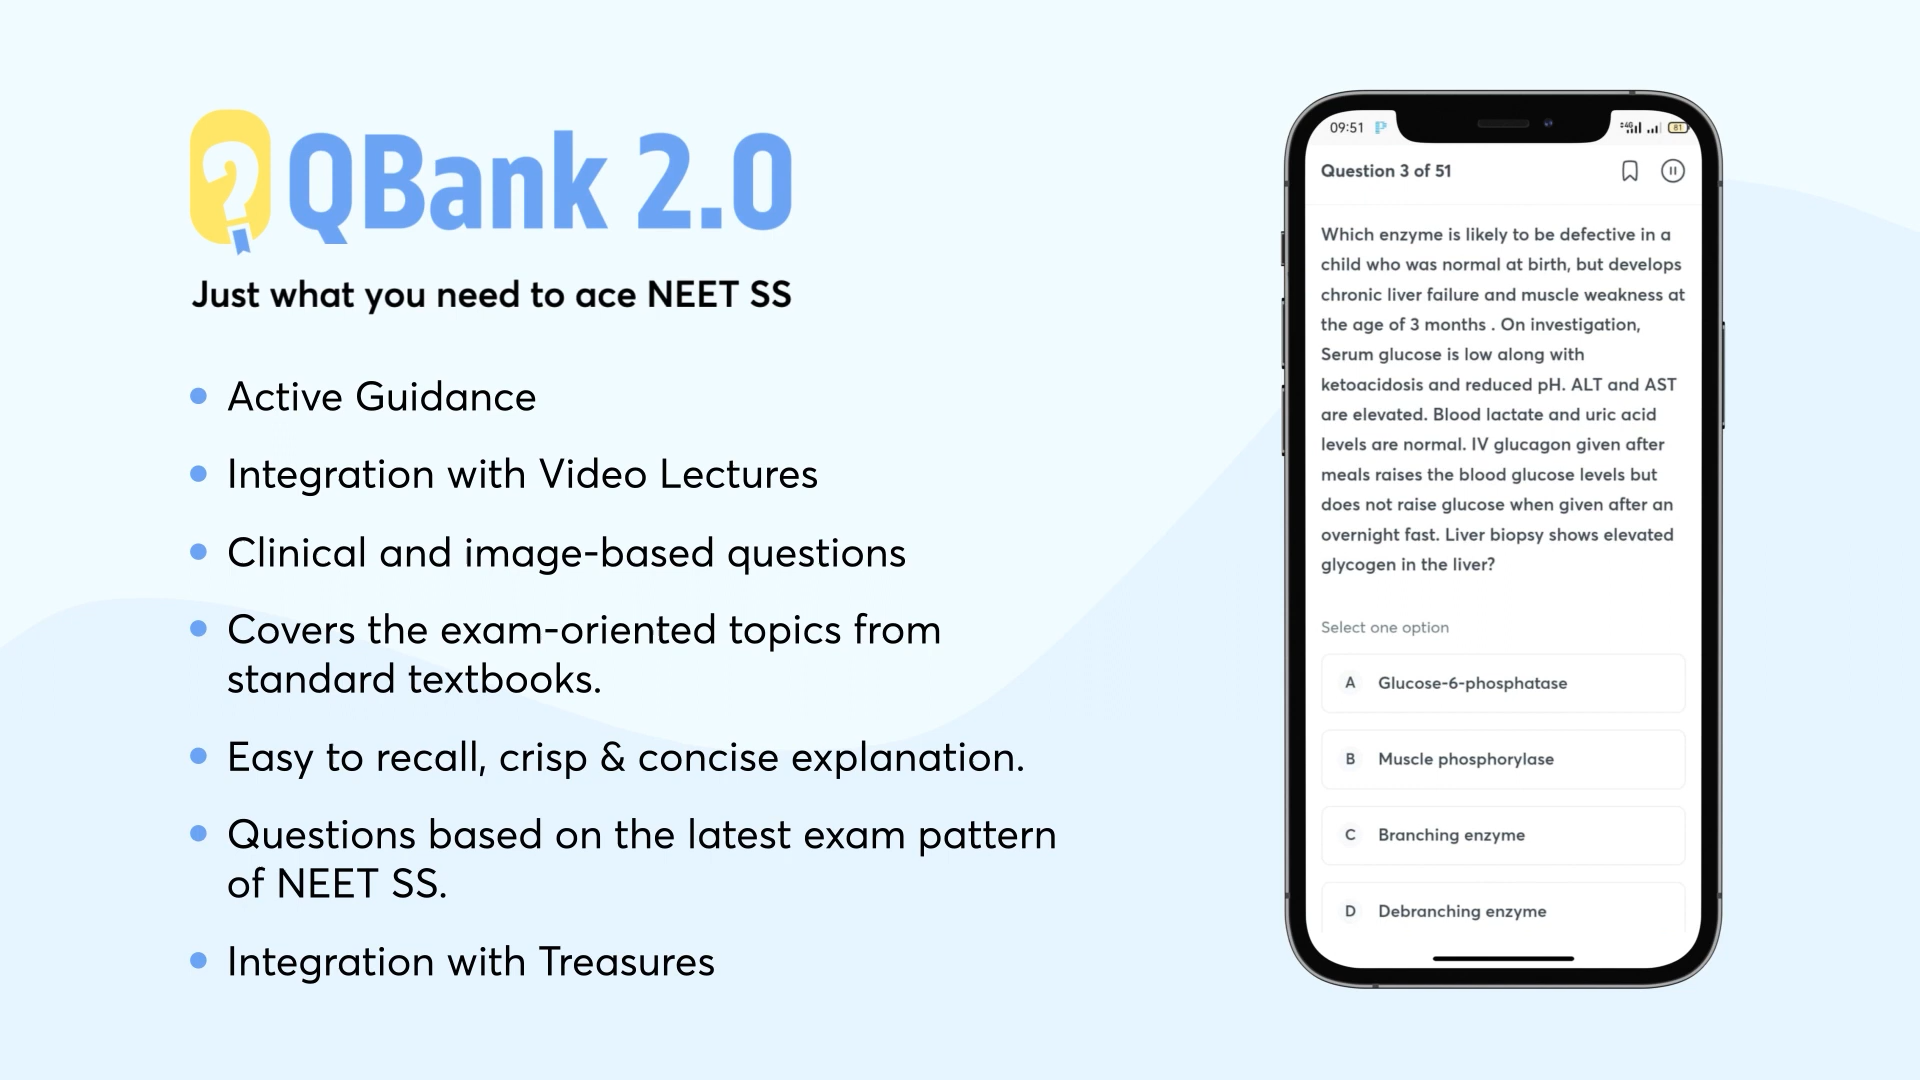 QBank 2.0
Just what you need to ace NEET SS
Active Guidance
Integration with Video Lectures
Clinical and image-based questions
Covers the exam-oriented topics from
standard textbooks.
Easy to recall, crisp & concise explanation.
Questions based on the latest exam pattern
of NEET SS.
Integration with Treasures
09:51
4G
81
Question 3 of 51
Which enzyme is likely to be defective in a
child who was normal at birth, but develops
chronic liver failure and muscle weakness at
the age of 3 months . On investigation,
Serum glucose is low along with
ketoacidosis and reduced pH. ALT and AST
are elevated. Blood lactate and uric acid
levels are normal. IV glucagon given after
meals raises the blood glucose levels but
does not raise glucose when given after an
overnight fast. Liver biopsy shows elevated
glycogen in the liver?
Select one option
A Glucose-6-phosphatase
B Muscle phosphorylase
C Branching enzyme
D Debranching enzyme